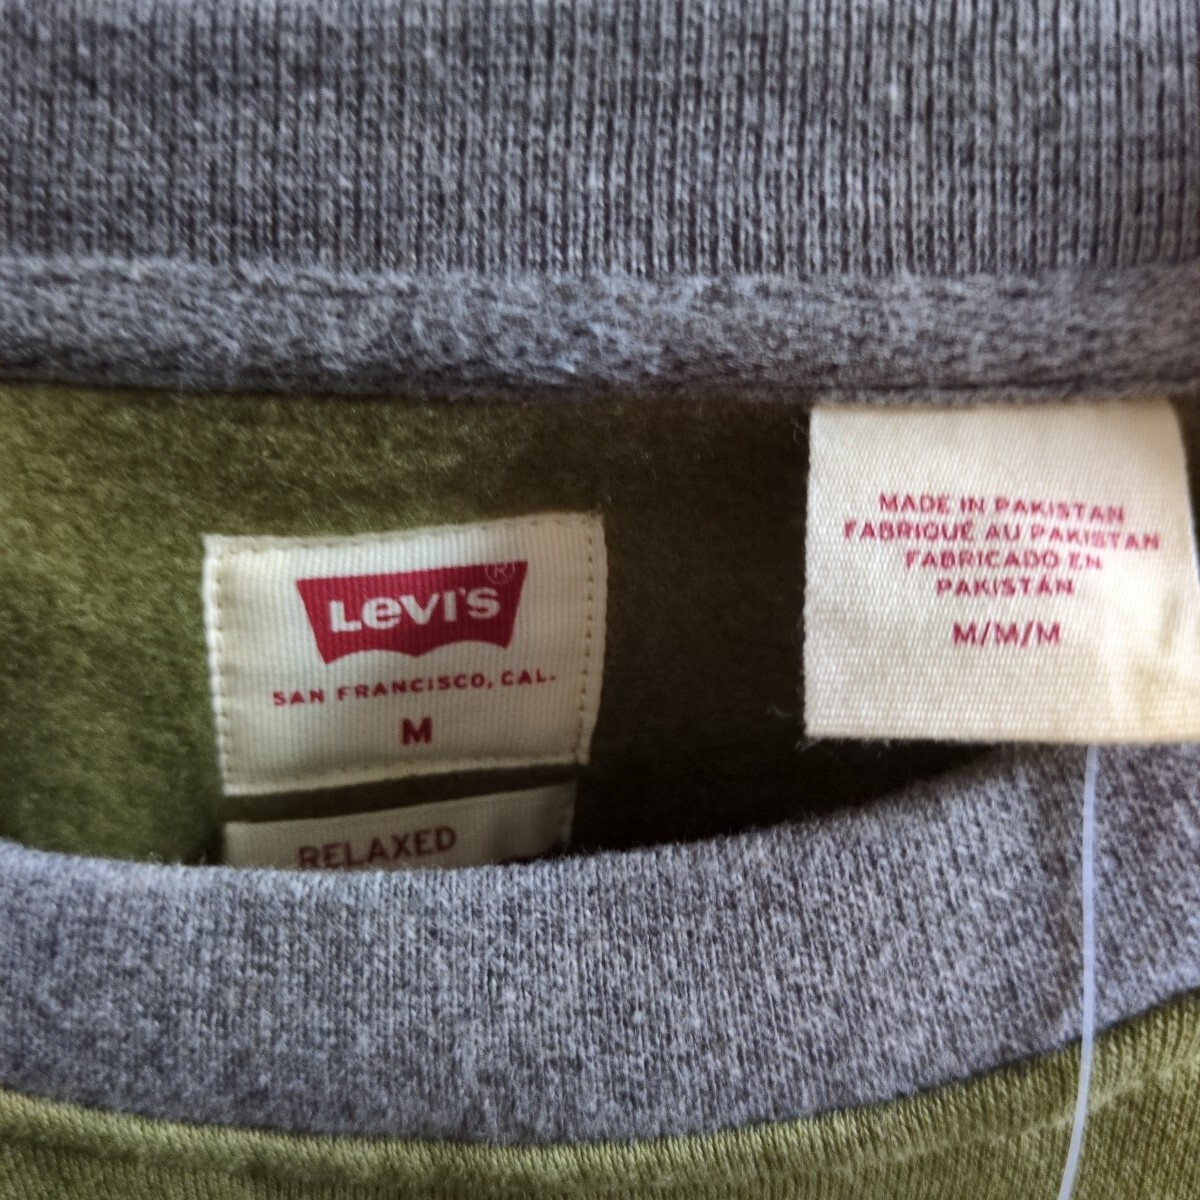 LEVI'S®
SAN FRANCISCO, CAL.
M
RELAXED
MADE IN PAKISTAN
FABRIQUÉ AU PAKISTAN
FABRICADO EN
PAKISTÁN
M/M/M